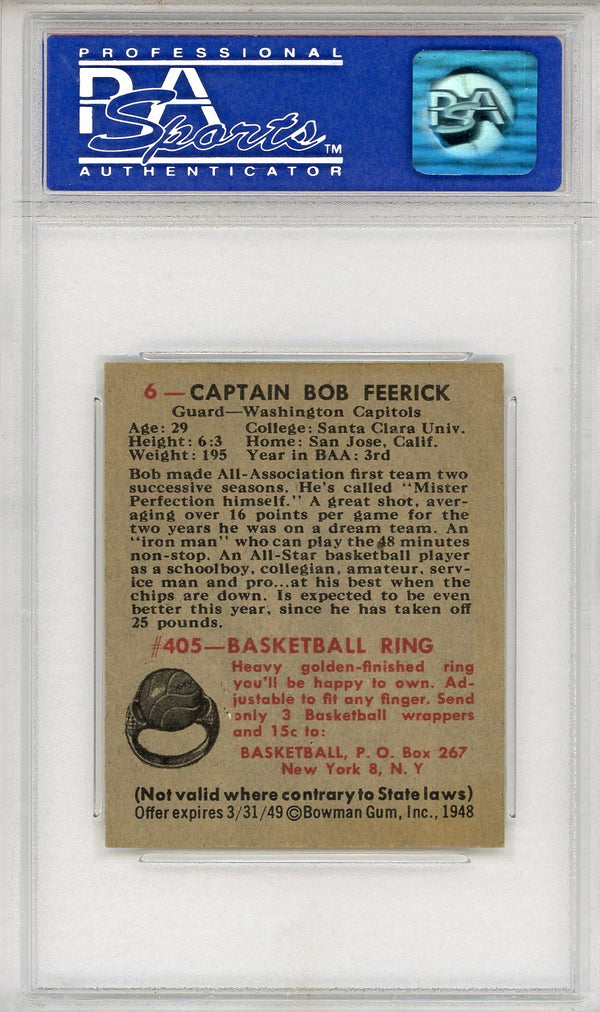 PROFESSIONAL
PSA
Sports™
AUTHENTICATOR
PSA
6—CAPTAIN BOB FEERICK
Guard—Washington Capitols
Age: 29 College: Santa Clara Univ.
Height: 6:3 Home: San Jose, Calif.
Weight: 195 Year in BAA: 3rd
Bob made All-Association first team two
successive seasons. He's called "Mister
Perfection himself." A great shot, aver-
aging over 16 points per game for the
two years he was on a dream team. An
"iron man" who can play the 48 minutes
non-stop. An All-Star basketball player
as a schoolboy, collegian, amateur, serv-
ice man and pro...at his best when the
chips are down. Is expected to be even
better this year, since he has taken off
25 pounds.
#405—BASKETBALL RING
Heavy golden-finished ring
you'll be happy to own. Ad-
justable to fit any finger. Send
only 3 Basketball wrappers
and 15c to:
BASKETBALL, P. O. Box 267
New York 8, N. Y
(Not valid where contrary to State laws)
Offer expires 3/31/49 ©Bowman Gum, Inc., 1948